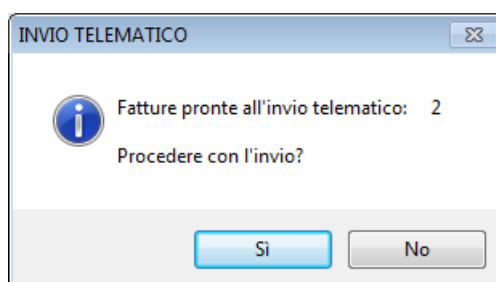 INVIO TELEMATICO
Fatture pronte all'invio telematico: 2
Procedere con l'invio?
Sì No